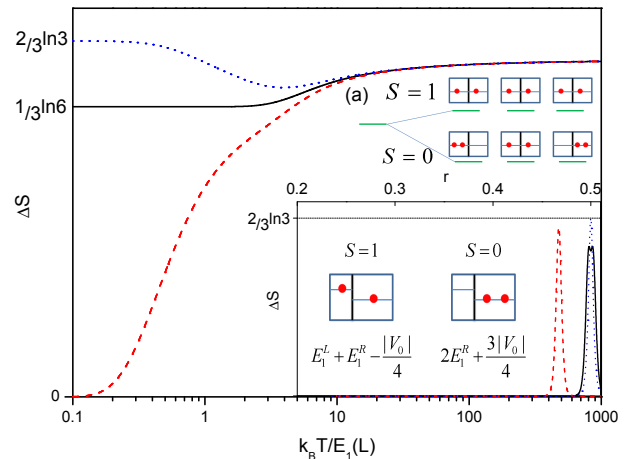 2/3ln3
1/3ln6
0
ΔS
(a)
S = 1
S = 0
r
0.2 0.3 0.4 0.5
2/3ln3
ΔS
S = 1 S = 0
E_1^L + E_1^R - |V_0|/4 2E_1^R + 3|V_0|/4
0.1 1 10 100 1000
k_BT/E_1(L)